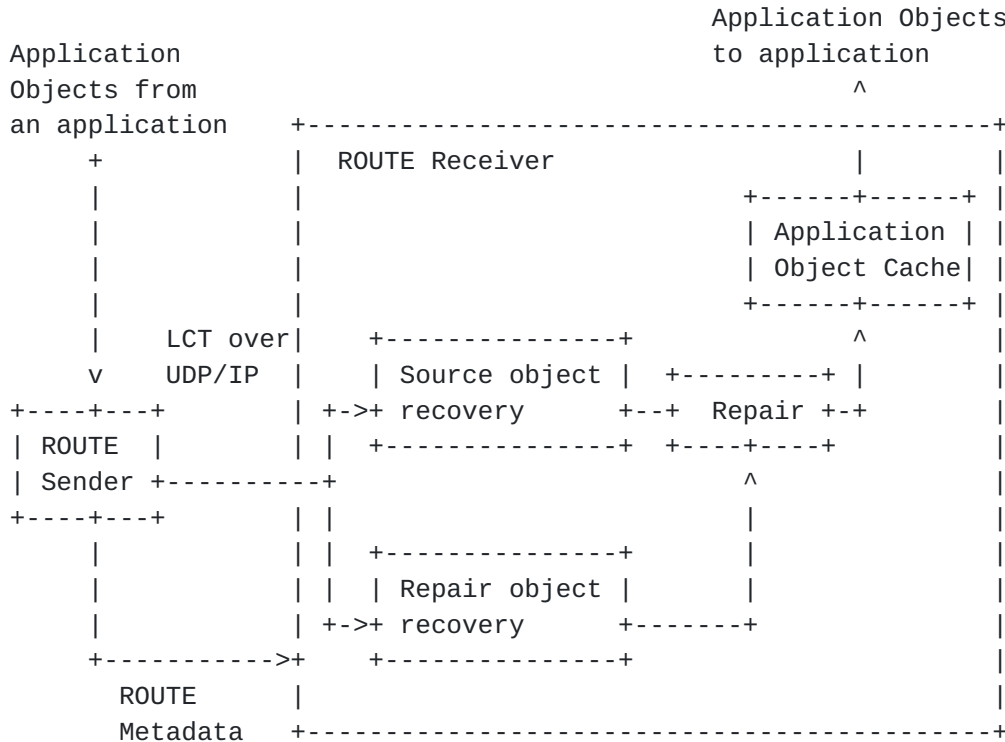 Application Objects
Application to application
Objects from
an application
ROUTE Receiver
Application
Object Cache
LCT over
UDP/IP Source object
recovery Repair
ROUTE
Sender
Repair object
recovery
ROUTE
Metadata